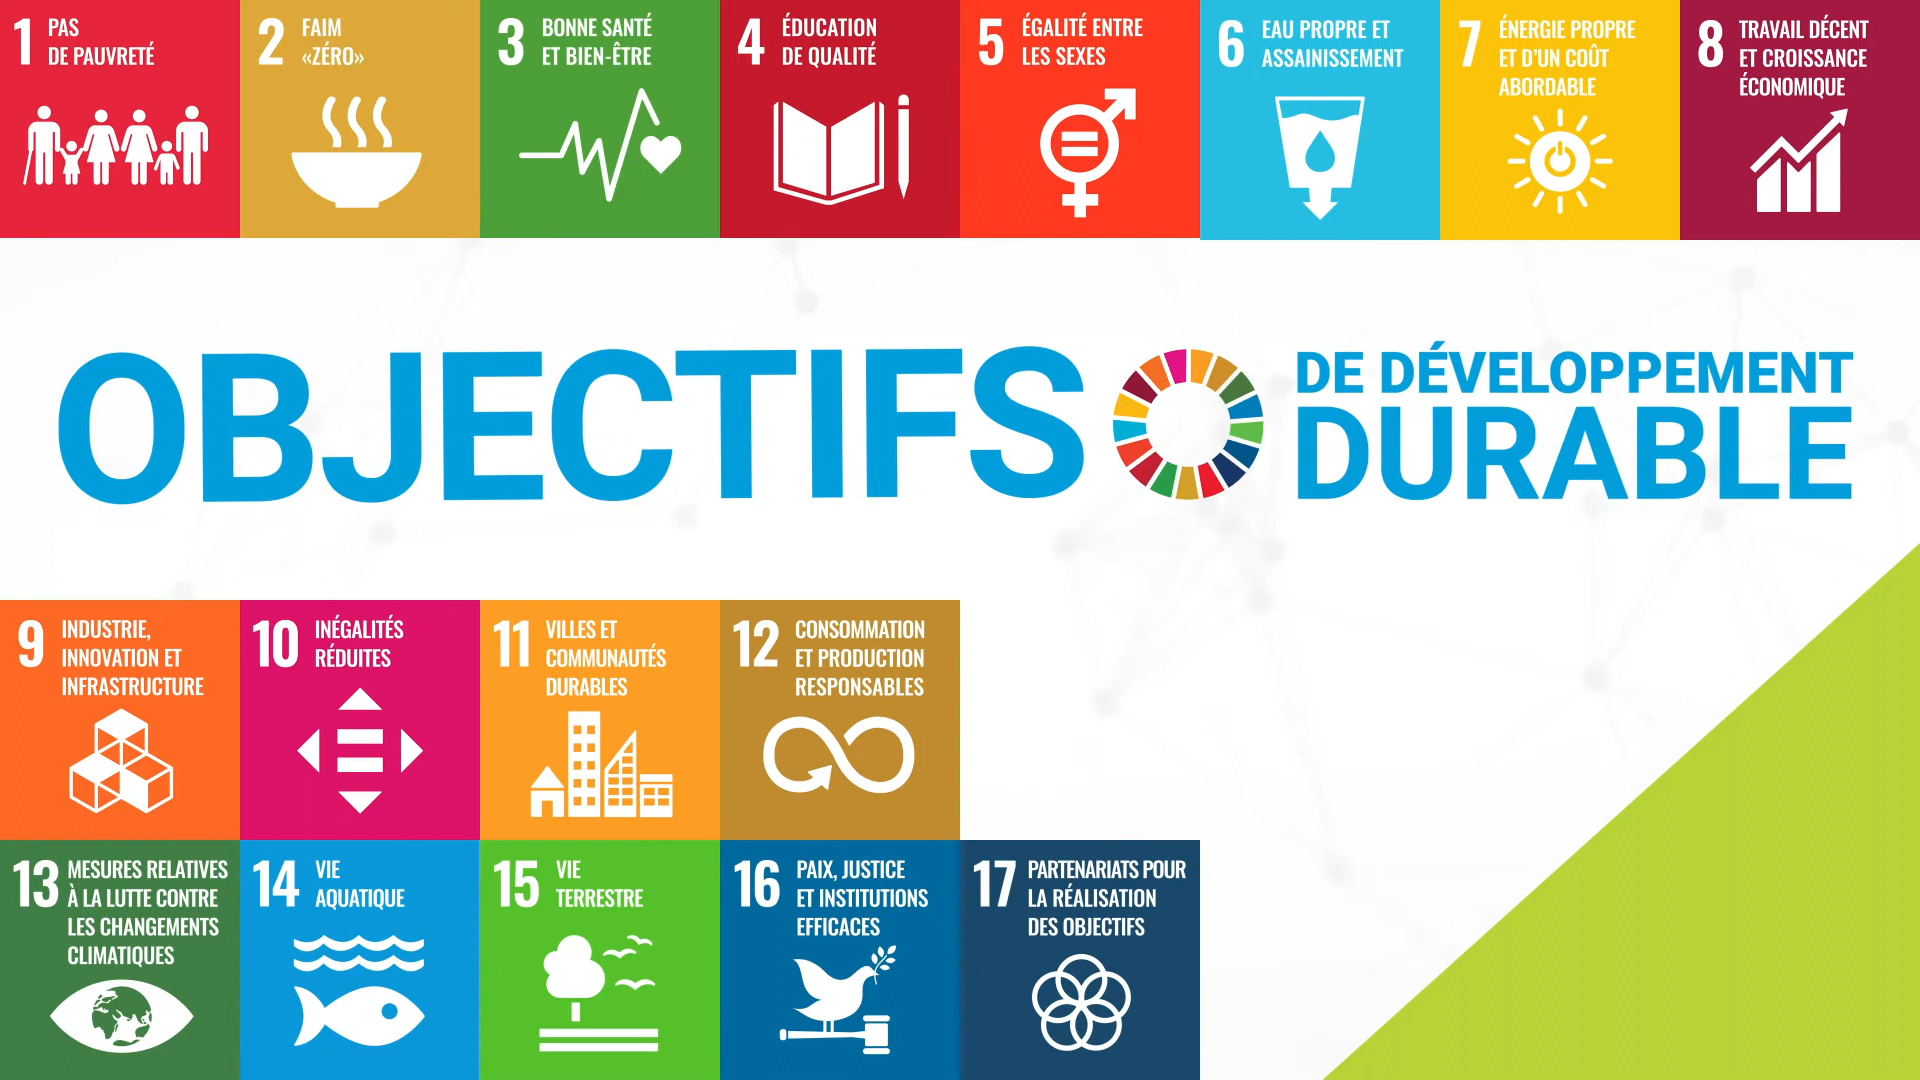 1 PAS
DE PAUVRETÉ
2 FAIM
«ZÉRO»
3 BONNE SANTÉ
ET BIEN-ÊTRE
4 ÉDUCATION
DE QUALITÉ
5 ÉGALITÉ ENTRE
LES SEXES
6 EAU PROPRE ET
ASSAINISSEMENT
7 ÉNERGIE PROPRE
ET D'UN COÛT
ABORDABLE
8 TRAVAIL DÉCENT
ET CROISSANCE
ÉCONOMIQUE
OBJECTIFS
DE DÉVELOPPEMENT
DURABLE
9 INDUSTRIE,
INNOVATION ET
INFRASTRUCTURE
10 INÉGALITÉS
RÉDUITES
11 VILLES ET
COMMUNAUTÉS
DURABLES
12 CONSOMMATION
ET PRODUCTION
RESPONSABLES
13 MESURES RELATIVES
À LA LUTTE CONTRE
LES CHANGEMENTS
CLIMATIQUES
14 VIE
AQUATIQUE
15 VIE
TERRESTRE
16 PAIX, JUSTICE
ET INSTITUTIONS
EFFICACES
17 PARTENARIATS POUR
LA RÉALISATION
DES OBJECTIFS